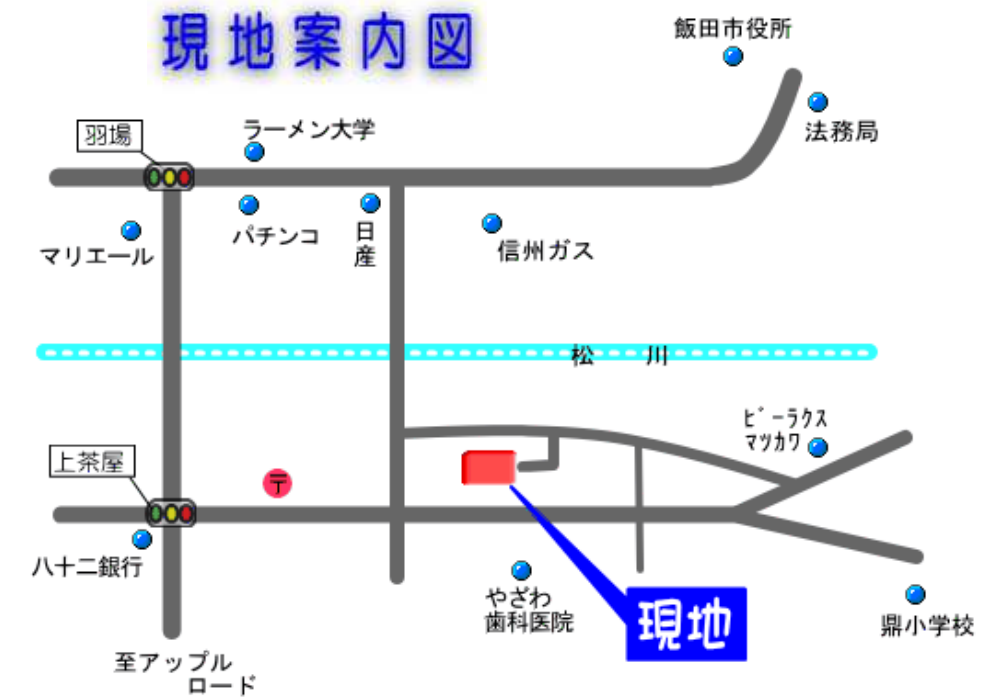 現地案内図
飯田市役所
法務局
羽場
ラーメン大学
マリエール
パチンコ
日産
信州ガス
松川
ﾋﾞｰﾗｸｽ
ﾏﾂｶﾜ
上茶屋
〒
八十二銀行
やざわ
歯科医院
現地
鼎小学校
至アップル
ロード